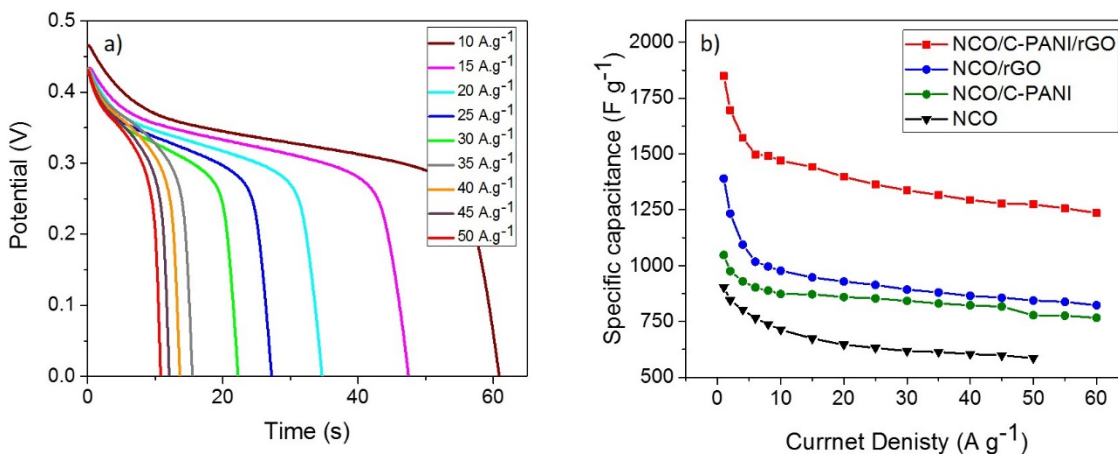 a)
10 A.g-1
15 A.g-1
20 A.g-1
25 A.g-1
30 A.g-1
35 A.g-1
40 A.g-1
45 A.g-1
50 A.g-1
0.5
0.4
0.3
0.2
0.1
0.0
Potential (V)
0
10
20
30
40
50
60
Time (s)
b)
NCO/C-PANI/rGO
NCO/rGO
NCO/C-PANI
NCO
2000
1750
1500
1250
1000
750
500
Specific capacitance (F g-1)
0
10
20
30
40
50
60
Currnet Denisty (A g-1)